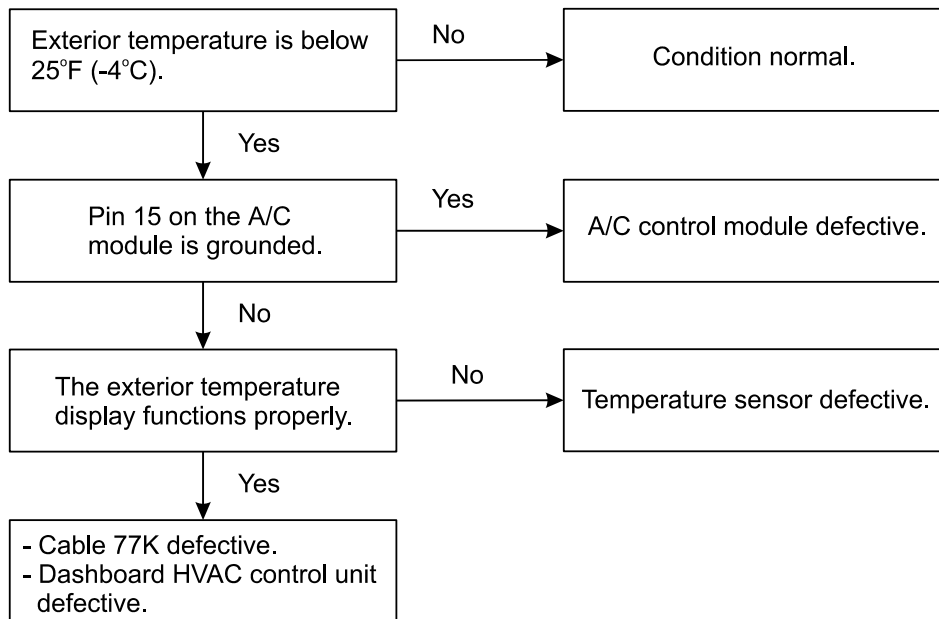 Exterior temperature is below
25°F (-4°C).
No
Condition normal.
Yes
Pin 15 on the A/C
module is grounded.
Yes
A/C control module defective.
No
The exterior temperature
display functions properly.
No
Temperature sensor defective.
Yes
- Cable 77K defective.
- Dashboard HVAC control unit
defective.